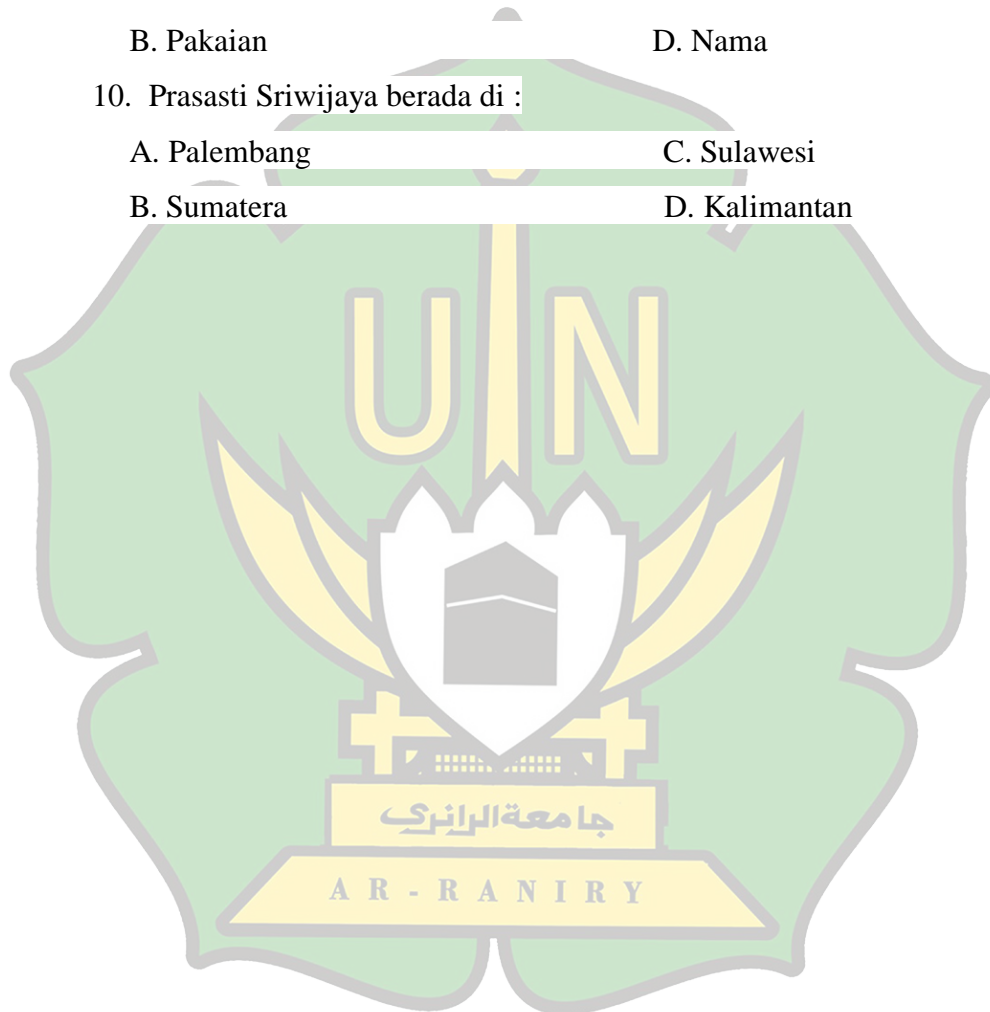 B. Pakaian D. Nama
10. Prasasti Sriwijaya berada di :
A. Palembang C. Sulawesi
B. Sumatera D. Kalimantan
UIN
جامعة الرانري
AR-RANIRY